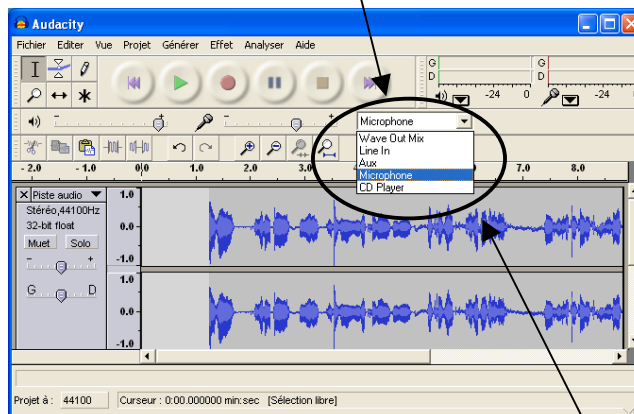 Audacity
Fichier Editer Vue Projet Générer Effet Analyser Aide
G
D
-24 0
G
D
-24
- +
- +
Microphone
Wave Out Mix
Line In
Aux
Microphone
CD Player
- 2.0 - 1.0 0.0 1.0 2.0 3.0 7.0 8.0
Piste audio
Stéréo,44100Hz
32-bit float
Muet Solo
- +
G D
1.0
0.0
-1.0
1.0
0.0
-1.0
Projet à : 44100 Curseur : 0:00.000000 min:sec [Sélection libre]